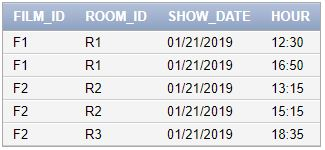 FILM_ID ROOM_ID SHOW_DATE HOUR
F1 R1 01/21/2019 12:30
F1 R1 01/21/2019 16:50
F2 R2 01/21/2019 13:15
F2 R2 01/21/2019 15:15
F2 R3 01/21/2019 18:35